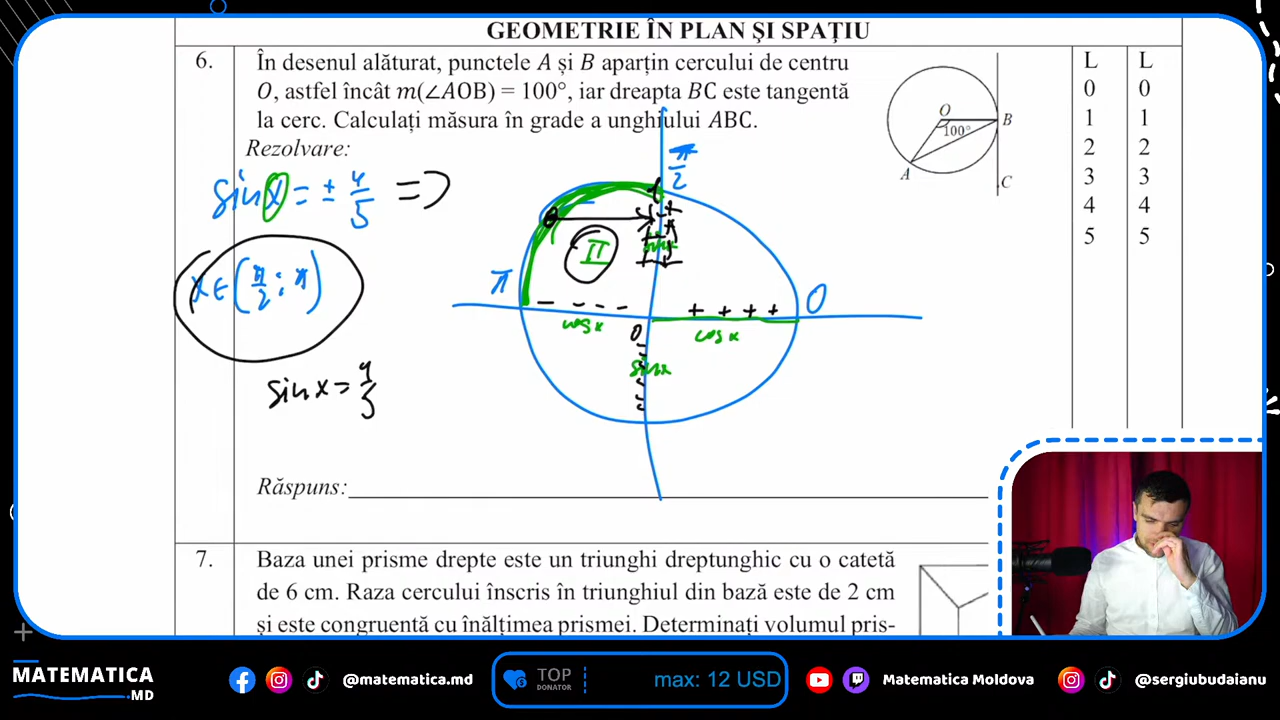 GEOMETRIE ÎN PLAN ŞI SPAŢIU
6.
În desenul alăturat, punctele A și B aparțin cercului de centru
O, astfel încât m(∠AOB) = 100°, iar dreapta BC este tangentă
la cerc. Calculați măsura în grade a unghiului ABC.
Rezolvare:
O
100°
B
A
C
L L
0 0
1 1
2 2
3 3
4 4
5 5
sin x = ± 4/5 =>
x ∈ (π/2 ; π)
sin x = 4/5
π/2
II
π
0
- - - -
+ + + +
cos x
cos x
0
sin x
Răspuns:
7.
Baza unei prisme drepte este un triunghi dreptunghic cu o catetă
de 6 cm. Raza cercului înscris în triunghiul din bază este de 2 cm
și este congruentă cu înălțimea prismei. Determinați volumul pris-
MATEMATICA
.MD
@matematica.md
TOP
DONATOR
max: 12 USD
Matematica Moldova
@sergiubudaianu